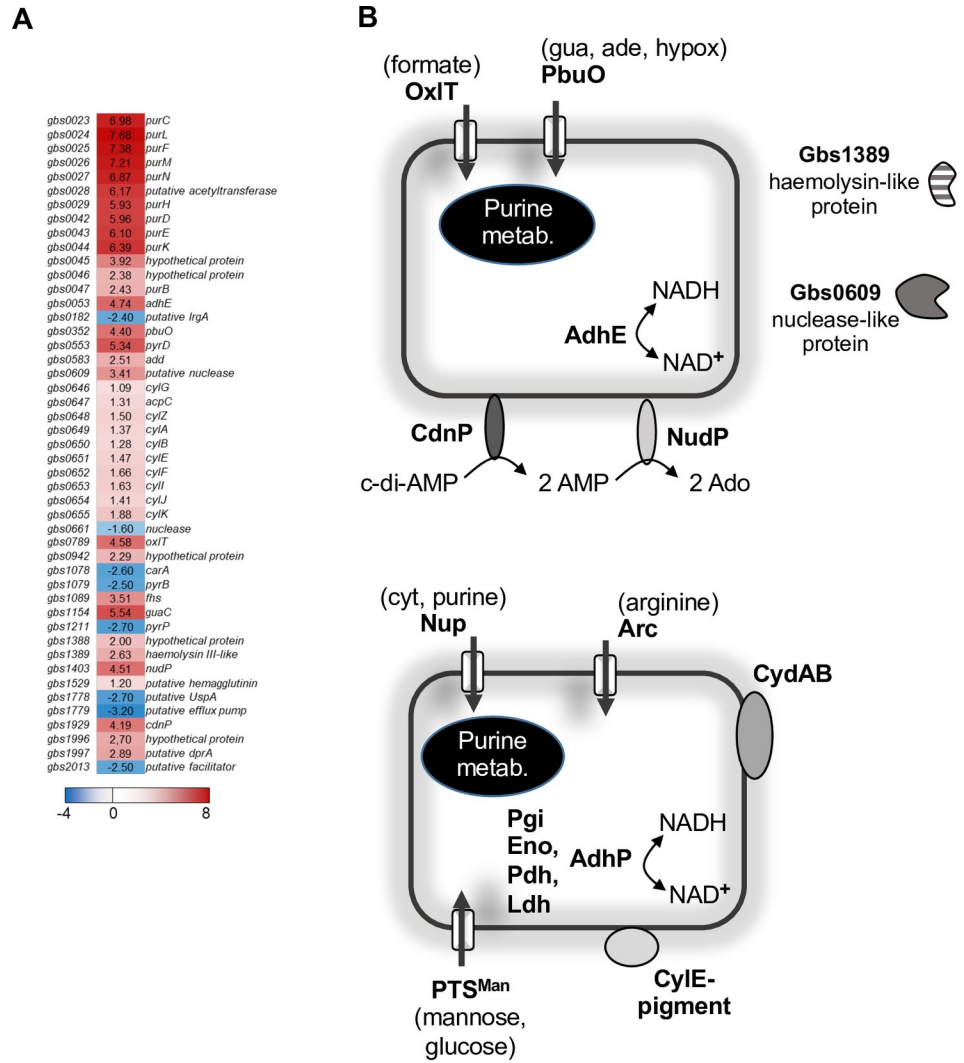 A
gbs0023 6.98 purC
gbs0024 7.68 purL
gbs0025 7.38 purF
gbs0026 7.21 purM
gbs0027 6.87 purN
gbs0028 6.17 putative acetyltransferase
gbs0029 5.93 purH
gbs0042 5.96 purD
gbs0043 6.10 purE
gbs0044 6.39 purK
gbs0045 3.92 hypothetical protein
gbs0046 2.38 hypothetical protein
gbs0047 2.43 purB
gbs0053 4.74 adhE
gbs0182 -2.40 putative lrgA
gbs0352 4.40 pbuO
gbs0553 5.34 pyrD
gbs0583 2.51 add
gbs0609 3.41 putative nuclease
gbs0646 1.09 cylG
gbs0647 1.31 acpC
gbs0648 1.50 cylZ
gbs0649 1.37 cylA
gbs0650 1.28 cylB
gbs0651 1.47 cylE
gbs0652 1.66 cylF
gbs0653 1.63 cylI
gbs0654 1.41 cylJ
gbs0655 1.88 cylK
gbs0661 -1.60 nuclease
gbs0789 4.58 oxlT
gbs0942 2.29 hypothetical protein
gbs1078 -2.60 carA
gbs1079 -2.50 pyrB
gbs1089 3.51 fhs
gbs1154 5.54 guaC
gbs1211 -2.70 pyrP
gbs1388 2.00 hypothetical protein
gbs1389 2.63 haemolysin III-like
gbs1403 4.51 nudP
gbs1529 1.20 putative hemagglutinin
gbs1778 -2.70 putative UspA
gbs1779 -3.20 putative efflux pump
gbs1929 4.19 cdnP
gbs1996 2,70 hypothetical protein
gbs1997 2.89 putative dprA
gbs2013 -2.50 putative facilitator
-4 0 8
B
(formate)
OxlT
(gua, ade, hypox)
PbuO
Purine
metab.
NADH
AdhE
NAD+
Gbs1389
haemolysin-like
protein
Gbs0609
nuclease-like
protein
CdnP
NudP
c-di-AMP 2 AMP 2 Ado
(cyt, purine)
Nup
(arginine)
Arc
CydAB
Purine
metab.
Pgi
Eno,
Pdh,
Ldh
NADH
AdhP
NAD+
PTSMan
(mannose,
glucose)
CylE-
pigment